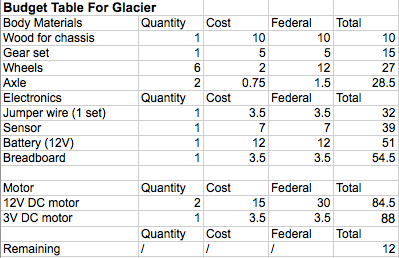 Budget Table For Glacier
Body Materials Quantity Cost Federal Total
Wood for chassis 1 10 10 10
Gear set 1 5 5 15
Wheels 6 2 12 27
Axle 2 0.75 1.5 28.5
Electronics Quantity Cost Federal Total
Jumper wire (1 set) 1 3.5 3.5 32
Sensor 1 7 7 39
Battery (12V) 1 12 12 51
Breadboard 1 3.5 3.5 54.5
Motor Quantity Cost Federal Total
12V DC motor 2 15 30 84.5
3V DC motor 1 3.5 3.5 88
Quantity Cost Federal Total
Remaining / / / 12